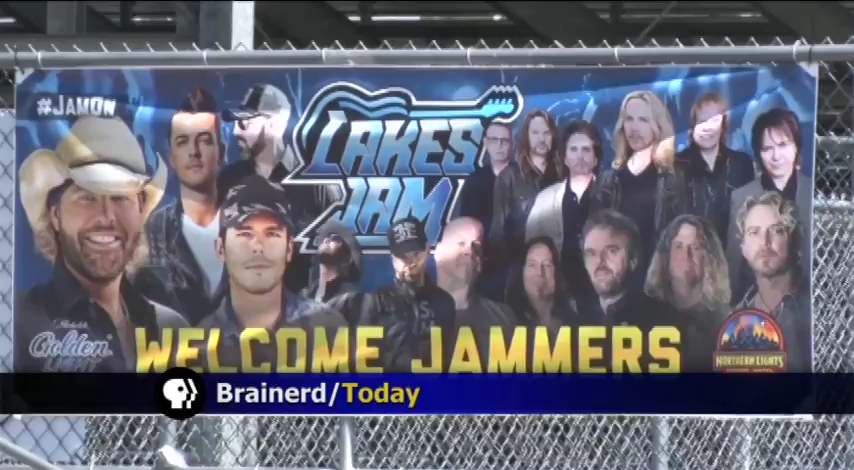 #JAMON
LAKES
JAM
WELCOME JAMMERS
Golden
NORTHERN LIGHTS
Brainerd/Today